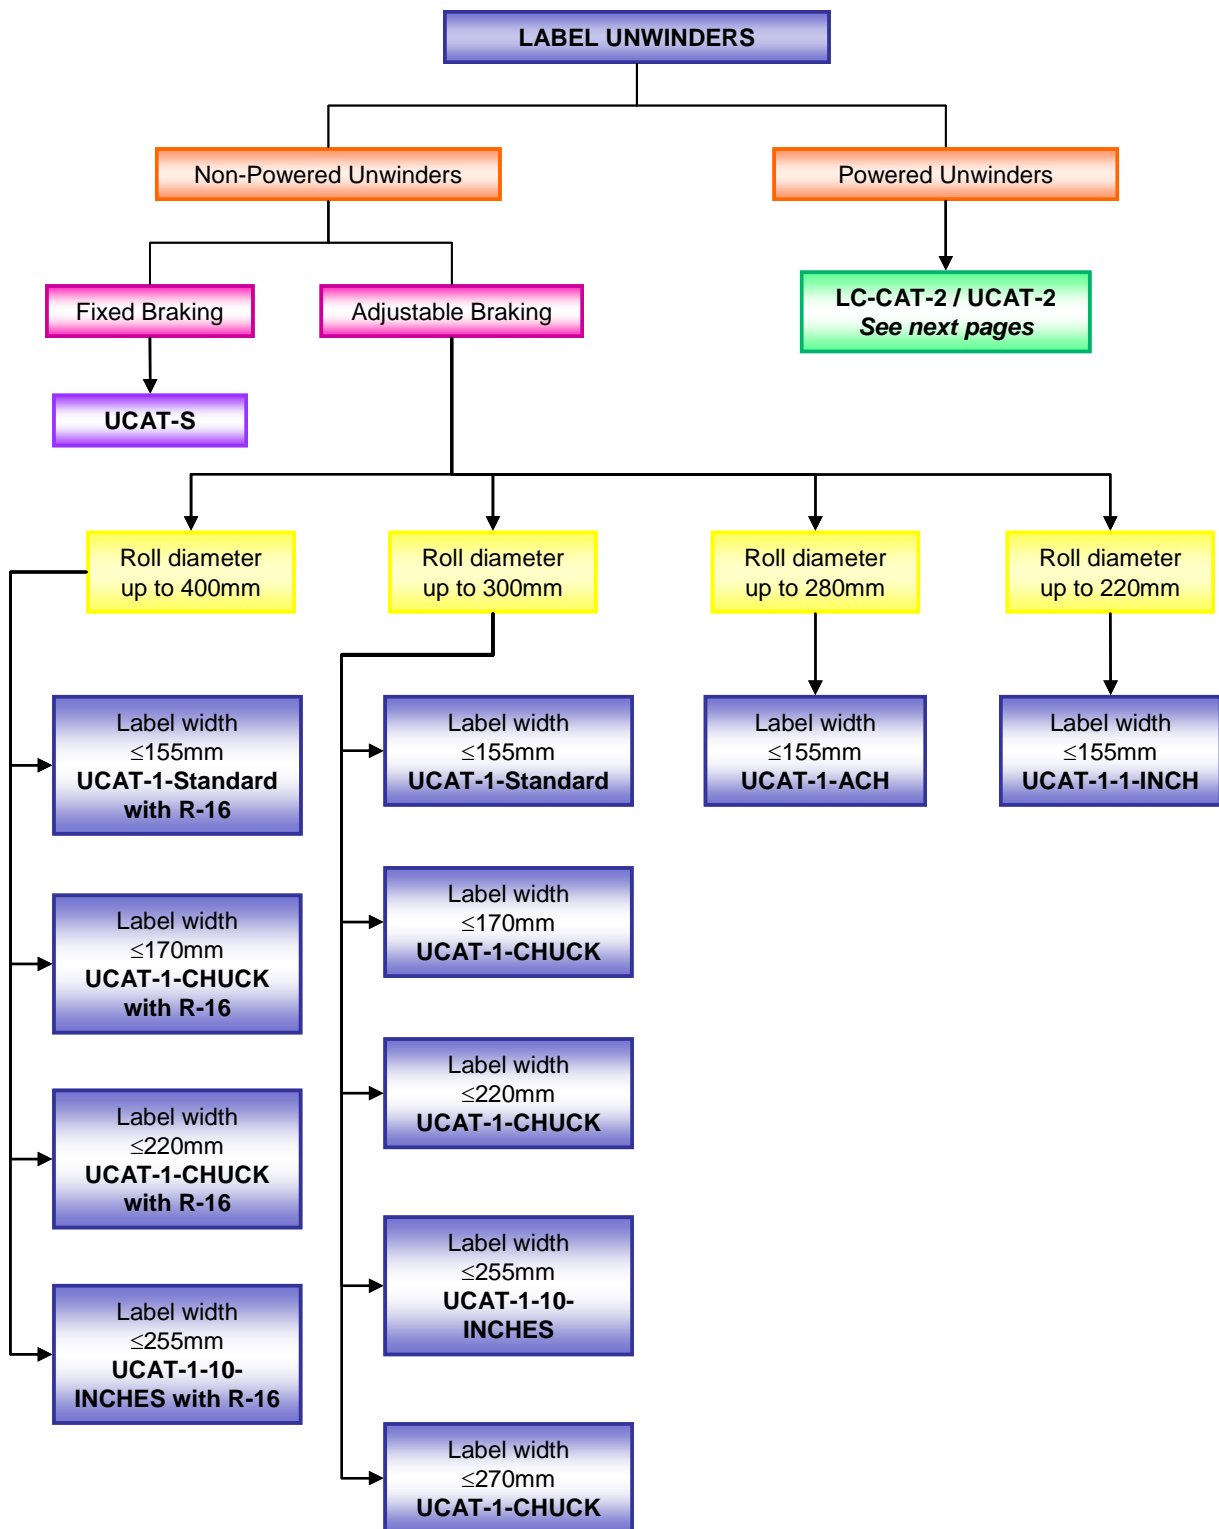 LABEL UNWINDERS
Non-Powered Unwinders
Powered Unwinders
Fixed Braking
Adjustable Braking
LC-CAT-2 / UCAT-2
See next pages
UCAT-S
Roll diameter
up to 400mm
Roll diameter
up to 300mm
Roll diameter
up to 280mm
Roll diameter
up to 220mm
Label width
≤155mm
UCAT-1-Standard
with R-16
Label width
≤155mm
UCAT-1-Standard
Label width
≤155mm
UCAT-1-ACH
Label width
≤155mm
UCAT-1-1-INCH
Label width
≤170mm
UCAT-1-CHUCK
with R-16
Label width
≤170mm
UCAT-1-CHUCK
Label width
≤220mm
UCAT-1-CHUCK
with R-16
Label width
≤220mm
UCAT-1-CHUCK
Label width
≤255mm
UCAT-1-10-
INCHES with R-16
Label width
≤255mm
UCAT-1-10-
INCHES
Label width
≤270mm
UCAT-1-CHUCK